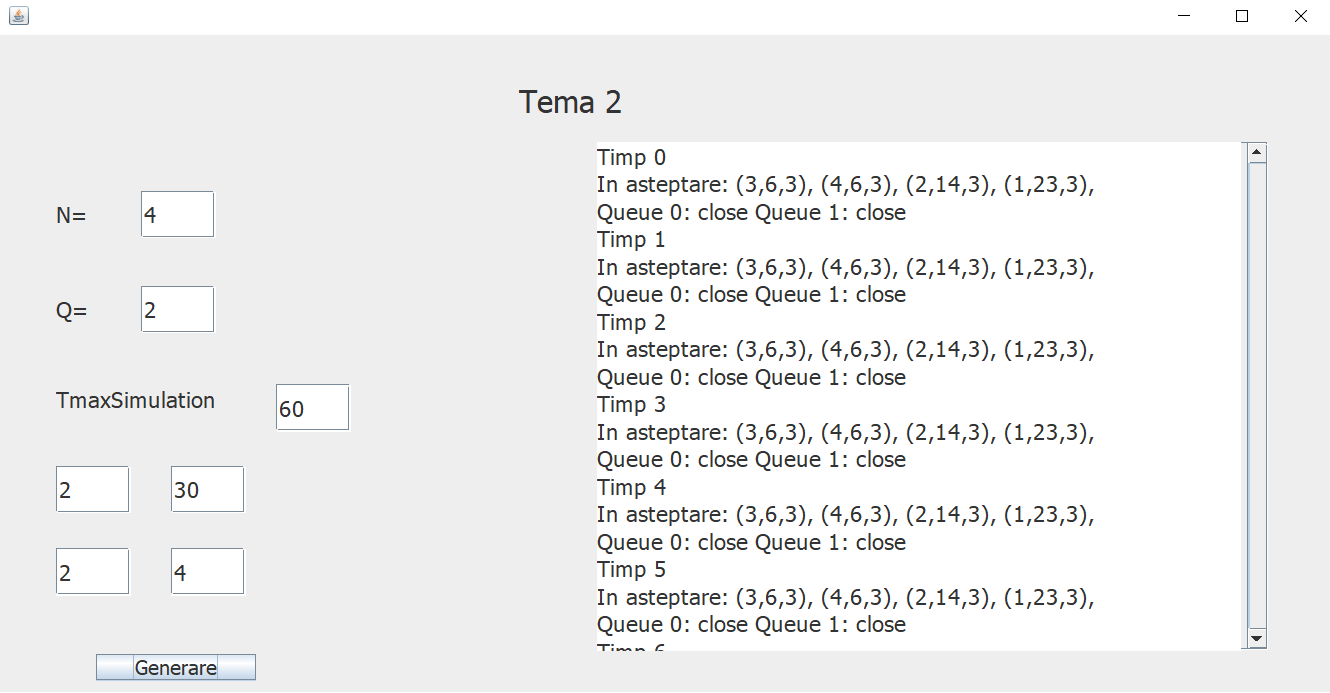 Tema 2
N=
4
Q=
2
TmaxSimulation
60
2
30
2
4
Generare
Timp 0
In asteptare: (3,6,3), (4,6,3), (2,14,3), (1,23,3),
Queue 0: close Queue 1: close
Timp 1
In asteptare: (3,6,3), (4,6,3), (2,14,3), (1,23,3),
Queue 0: close Queue 1: close
Timp 2
In asteptare: (3,6,3), (4,6,3), (2,14,3), (1,23,3),
Queue 0: close Queue 1: close
Timp 3
In asteptare: (3,6,3), (4,6,3), (2,14,3), (1,23,3),
Queue 0: close Queue 1: close
Timp 4
In asteptare: (3,6,3), (4,6,3), (2,14,3), (1,23,3),
Queue 0: close Queue 1: close
Timp 5
In asteptare: (3,6,3), (4,6,3), (2,14,3), (1,23,3),
Queue 0: close Queue 1: close
Timp 6